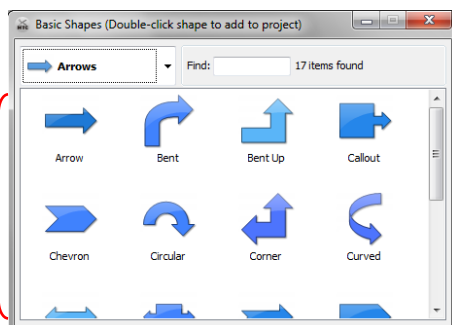 Basic Shapes (Double-click shape to add to project)
Arrows Find: 17 items found
Arrow Bent Bent Up Callout
Chevron Circular Corner Curved